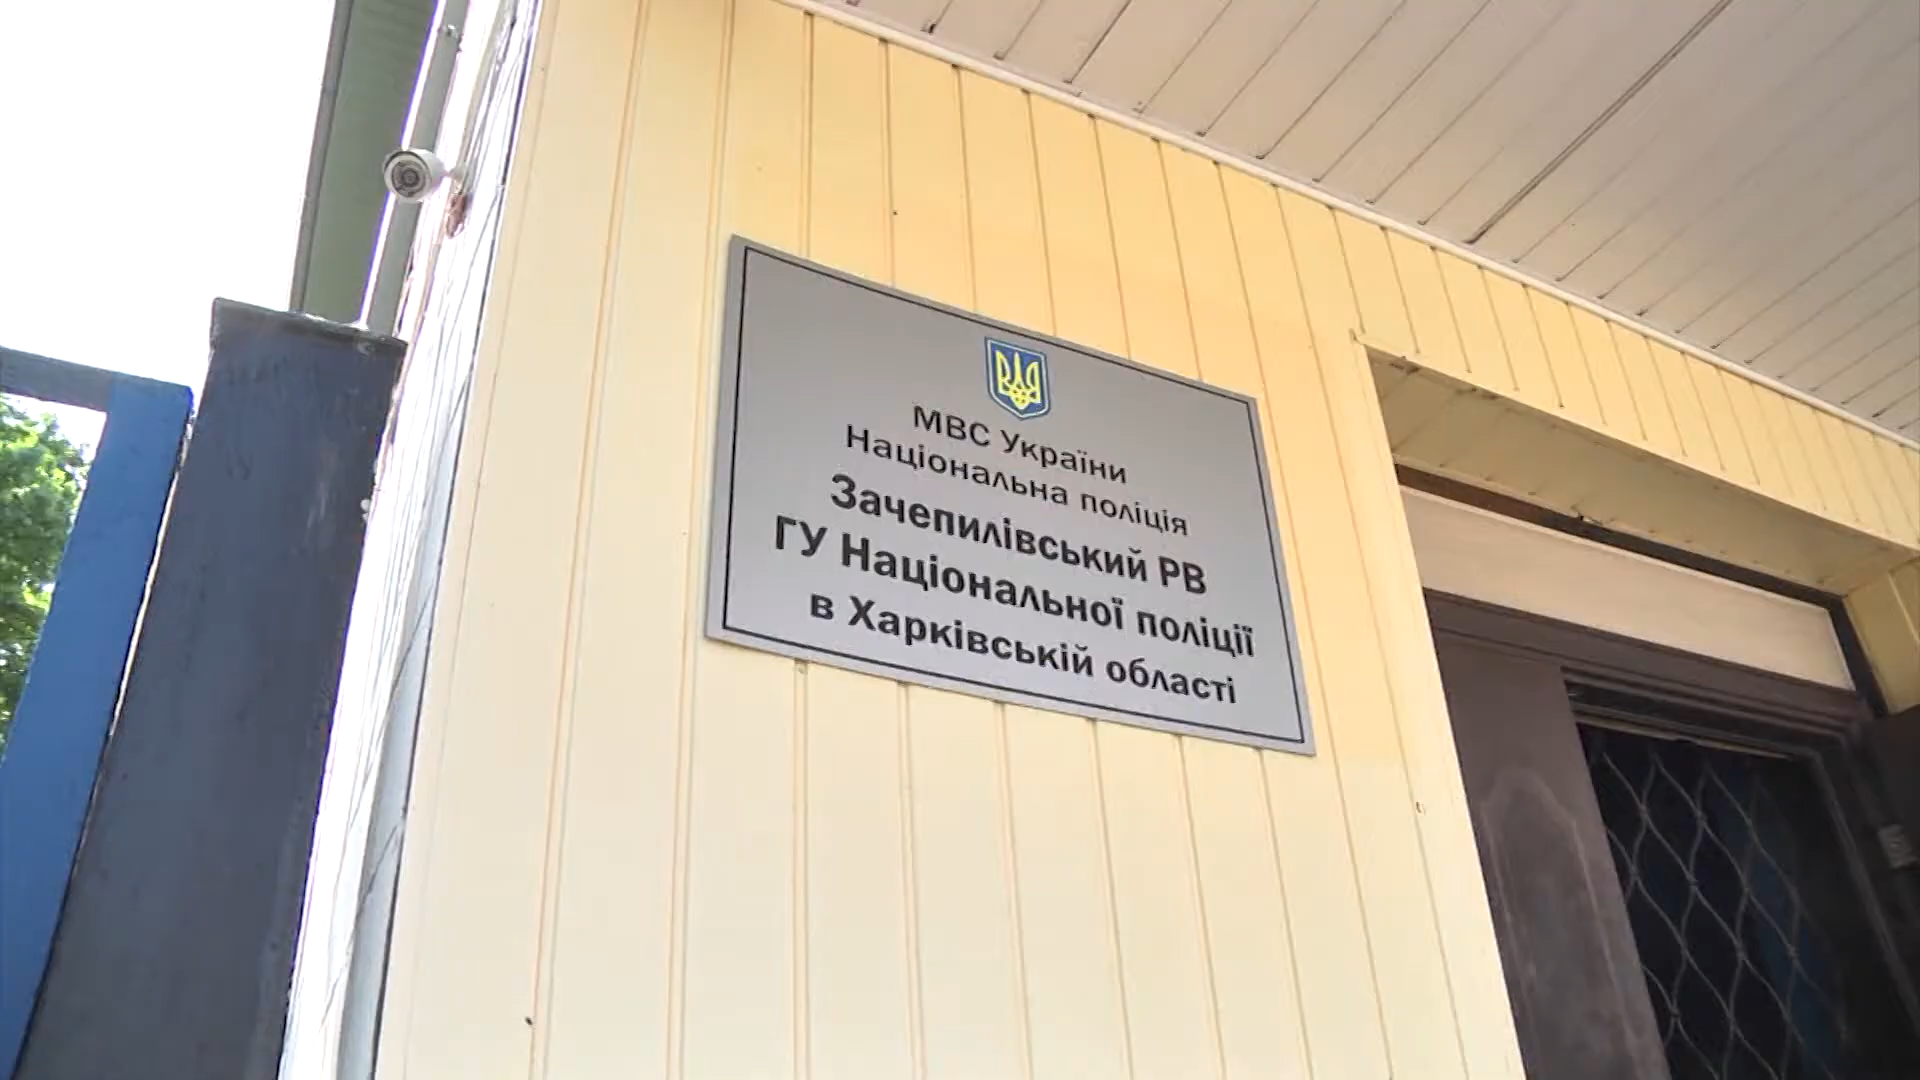 МВС України
Національна поліція
Зачепилівський РВ
ГУ Національної поліції
в Харківській області